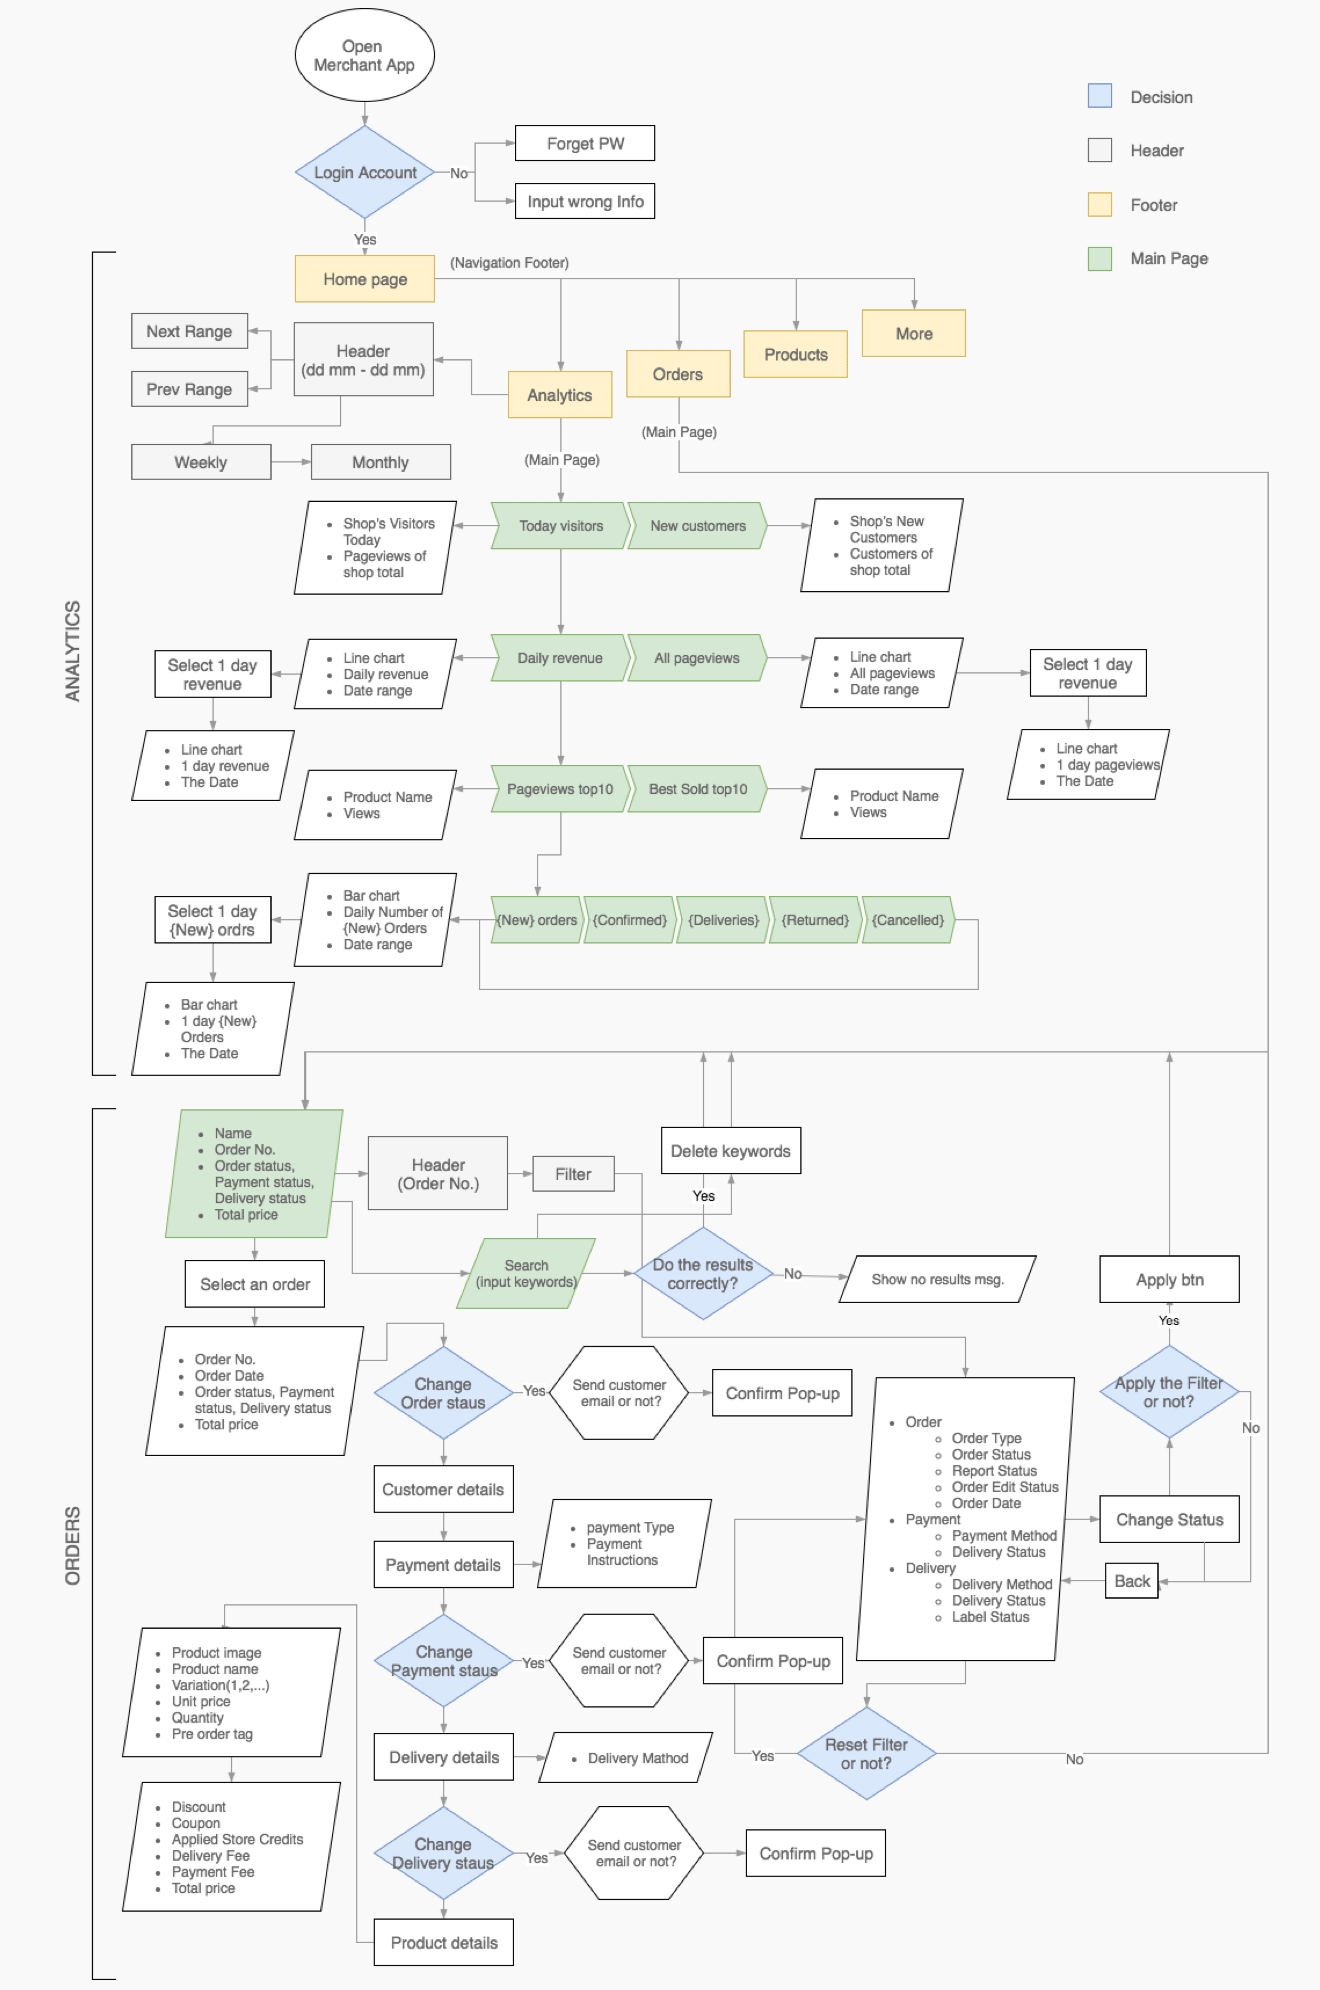 Open
Merchant App
Decision
Header
Footer
Main Page
Login Account
No
Forget PW
Input wrong Info
Yes
Home page
(Navigation Footer)
Next Range
Prev Range
Header
(dd mm - dd mm)
Analytics
Orders
Products
More
(Main Page)
(Main Page)
Weekly
Monthly
ANALYTICS
Shop's Visitors
Today
Pageviews of
shop total
Today visitors
New customers
Shop's New
Customers
Customers of
shop total
Select 1 day
revenue
Line chart
Daily revenue
Date range
Daily revenue
All pageviews
Line chart
All pageviews
Date range
Select 1 day
revenue
Line chart
1 day revenue
The Date
Line chart
1 day pageviews
The Date
Product Name
Views
Pageviews top10
Best Sold top10
Product Name
Views
Select 1 day
{New} ordrs
Bar chart
Daily Number of
{New} Orders
Date range
{New} orders
{Confirmed}
{Deliveries}
{Returned}
{Cancelled}
Bar chart
1 day {New}
Orders
The Date
ORDERS
Name
Order No.
Order status,
Payment status,
Delivery status
Total price
Header
(Order No.)
Filter
Delete keywords
Yes
Search
(input keywords)
Do the results
correctly?
No
Show no results msg.
Apply btn
Yes
Select an order
Order No.
Order Date
Order status, Payment
status, Delivery status
Total price
Change
Order staus
Yes
Send customer
email or not?
Confirm Pop-up
Apply the Filter
or not?
No
Order
Order Type
Order Status
Report Status
Order Edit Status
Order Date
Payment
Payment Method
Delivery Status
Delivery
Delivery Method
Delivery Status
Label Status
Change Status
Back
Customer details
Payment details
payment Type
Payment
Instructions
Change
Payment staus
Yes
Send customer
email or not?
Confirm Pop-up
Product image
Product name
Variation(1,2,...)
Unit price
Quantity
Pre order tag
Delivery details
Delivery Mathod
Yes
Reset Filter
or not?
No
Discount
Coupon
Applied Store Credits
Delivery Fee
Payment Fee
Total price
Change
Delivery staus
Yes
Send customer
email or not?
Confirm Pop-up
Product details